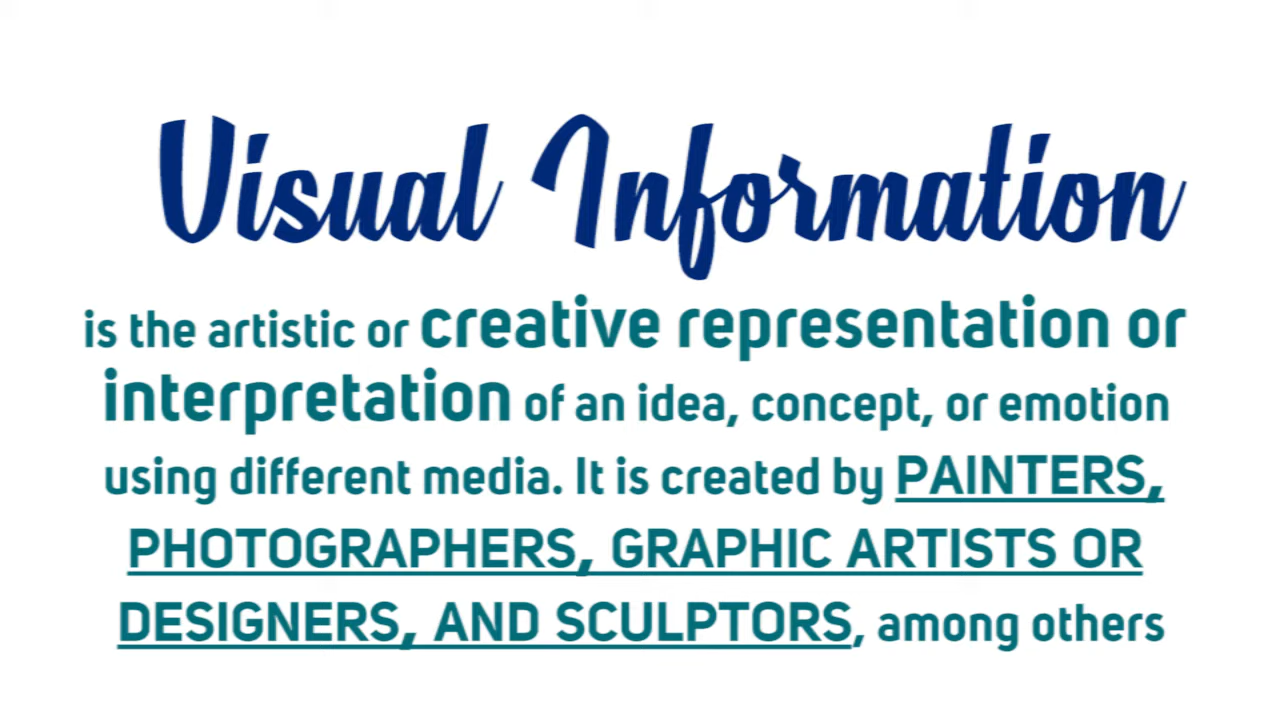 Visual Information
is the artistic or creative representation or
interpretation of an idea, concept, or emotion
using different media. It is created by PAINTERS,
PHOTOGRAPHERS, GRAPHIC ARTISTS OR
DESIGNERS, AND SCULPTORS, among others